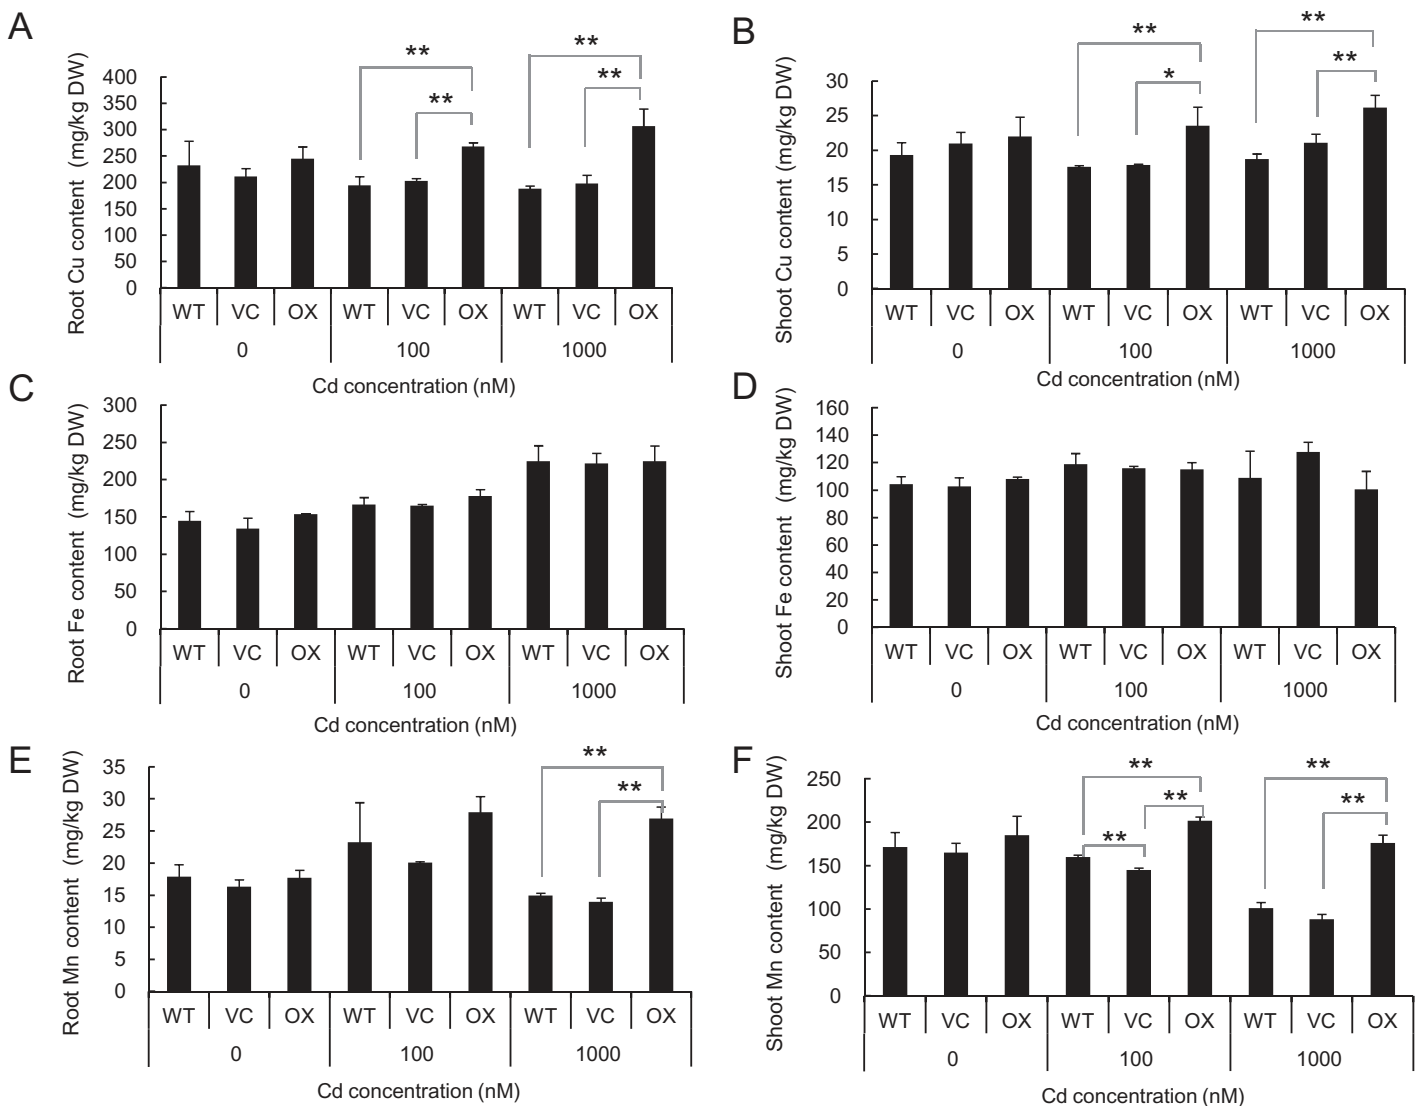 A
Root Cu content (mg/kg DW)
400
350
300
250
200
150
100
50
0
** ** ** **
WT VC OX WT VC OX WT VC OX
0 100 1000
Cd concentration (nM)
B
Shoot Cu content (mg/kg DW)
30
25
20
15
10
5
0
** * ** **
WT VC OX WT VC OX WT VC OX
0 100 1000
Cd concentration (nM)
C
Root Fe content (mg/kg DW)
300
250
200
150
100
50
0
WT VC OX WT VC OX WT VC OX
0 100 1000
Cd concentration (nM)
D
Shoot Fe content (mg/kg DW)
160
140
120
100
80
60
40
20
0
WT VC OX WT VC OX WT VC OX
0 100 1000
Cd concentration (nM)
E
Root Mn content (mg/kg DW)
35
30
25
20
15
10
5
0
** **
WT VC OX WT VC OX WT VC OX
0 100 1000
Cd concentration (nM)
F
Shoot Mn content (mg/kg DW)
250
200
150
100
50
0
** ** ** ** **
WT VC OX WT VC OX WT VC OX
0 100 1000
Cd concentration (nM)